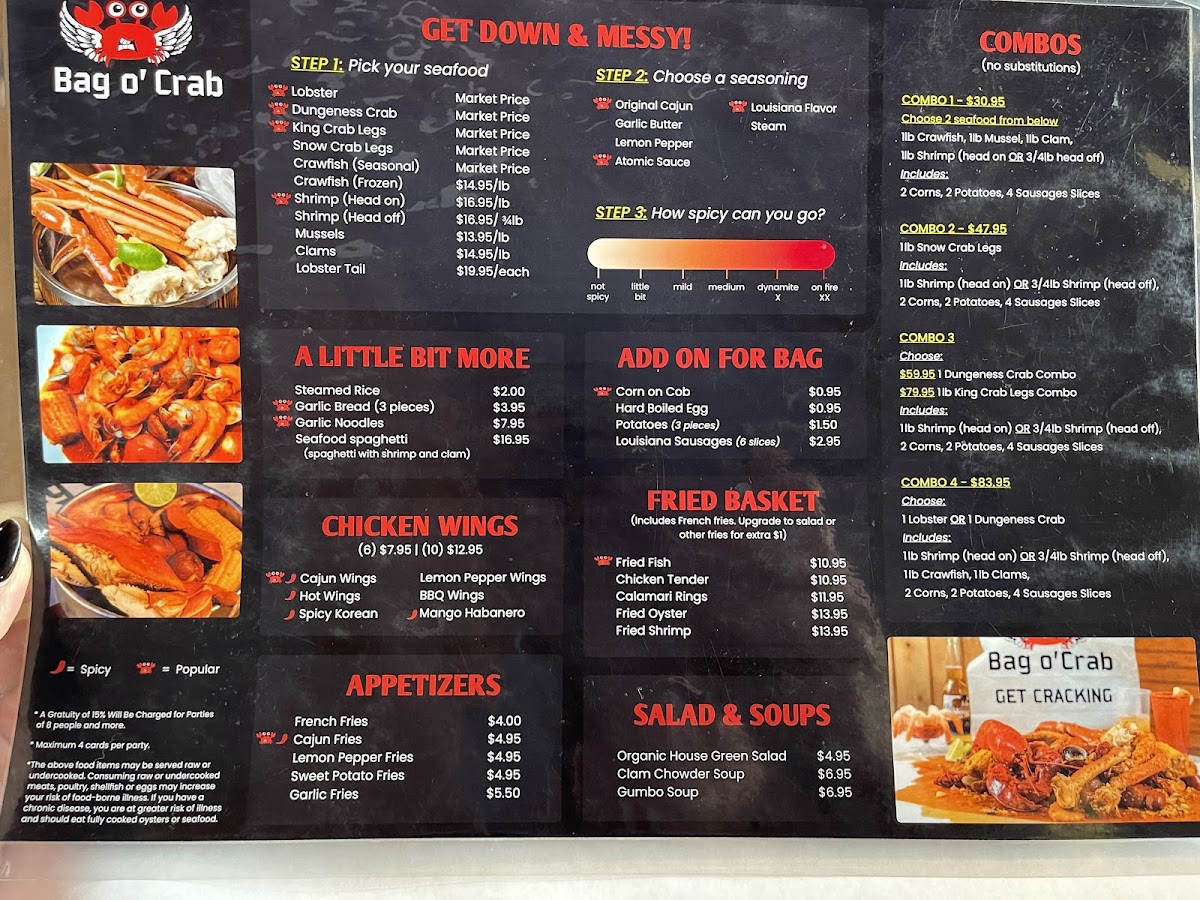 Bag o' Crab
GET DOWN & MESSY!
STEP 1: Pick your seafood
Lobster Market Price
Dungeness Crab Market Price
King Crab Legs Market Price
Snow Crab Legs Market Price
Crawfish (Seasonal) Market Price
Crawfish (Frozen) $14.95/lb
Shrimp (Head on) $16.95/lb
Shrimp (Head off) $16.95/ ¾lb
Mussels $13.95/lb
Clams $14.95/lb
Lobster Tail $19.95/each
STEP 2: Choose a seasoning
Original Cajun
Garlic Butter
Lemon Pepper
Atomic Sauce
Louisiana Flavor
Steam
STEP 3: How spicy can you go?
not spicy
little bit
mild
medium
dynamite X
on fire XX
A LITTLE BIT MORE
Steamed Rice $2.00
Garlic Bread (3 pieces) $3.95
Garlic Noodles $7.95
Seafood spaghetti $16.95
(spaghetti with shrimp and clam)
ADD ON FOR BAG
Corn on Cob $0.95
Hard Boiled Egg $0.95
Potatoes (3 pieces) $1.50
Louisiana Sausages (6 slices) $2.95
CHICKEN WINGS
(6) $7.95 | (10) $12.95
Cajun Wings
Hot Wings
Spicy Korean
Lemon Pepper Wings
BBQ Wings
Mango Habanero
FRIED BASKET
(Includes French fries. Upgrade to salad or
other fries for extra $1)
Fried Fish $10.95
Chicken Tender $10.95
Calamari Rings $11.95
Fried Oyster $13.95
Fried Shrimp $13.95
APPETIZERS
French Fries $4.00
Cajun Fries $4.95
Lemon Pepper Fries $4.95
Sweet Potato Fries $4.95
Garlic Fries $5.50
SALAD & SOUPS
Organic House Green Salad $4.95
Clam Chowder Soup $6.95
Gumbo Soup $6.95
COMBOS
(no substitutions)
COMBO 1 - $30.95
Choose 2 seafood from below
1lb Crawfish, 1lb Mussel, 1lb Clam,
1lb Shrimp (head on) OR 3/4lb head off)
Includes:
2 Corns, 2 Potatoes, 4 Sausages Slices
COMBO 2 - $47.95
1lb Snow Crab Legs
Includes:
1lb Shrimp (head on) OR 3/4lb Shrimp (head off),
2 Corns, 2 Potatoes, 4 Sausages Slices
COMBO 3
Choose:
$59.95 1 Dungeness Crab Combo
$79.95 1lb King Crab Legs Combo
Includes:
1lb Shrimp (head on) OR 3/4lb Shrimp (head off),
2 Corns, 2 Potatoes, 4 Sausages Slices
COMBO 4 - $83.95
Choose:
1 Lobster OR 1 Dungeness Crab
Includes:
1lb Shrimp (head on) OR 3/4lb Shrimp (head off),
1lb Crawfish, 1lb Clams,
2 Corns, 2 Potatoes, 4 Sausages Slices
Bag o'Crab
GET CRACKING
= Spicy = Popular
* A Gratuity of 15% Will Be Charged for Parties
of 8 people and more.
* Maximum 4 cards per party.
*The above food items may be served raw or
undercooked. Consuming raw or undercooked
meats, poultry, shellfish or eggs may increase
your risk of food-borne illness. If you have a
chronic disease, you are at greater risk of illness
and should eat fully cooked oysters or seafood.